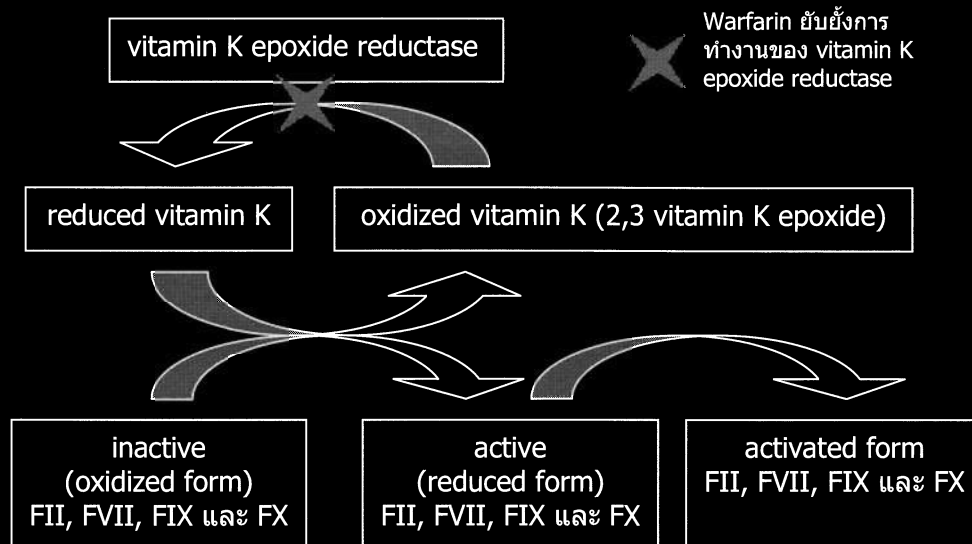 vitamin K epoxide reductase
Warfarin ยับยั้งการ
ทำงานของ vitamin K
epoxide reductase
reduced vitamin K
oxidized vitamin K (2,3 vitamin K epoxide)
inactive
(oxidized form)
FII, FVII, FIX และ FX
active
(reduced form)
FII, FVII, FIX และ FX
activated form
FII, FVII, FIX และ FX